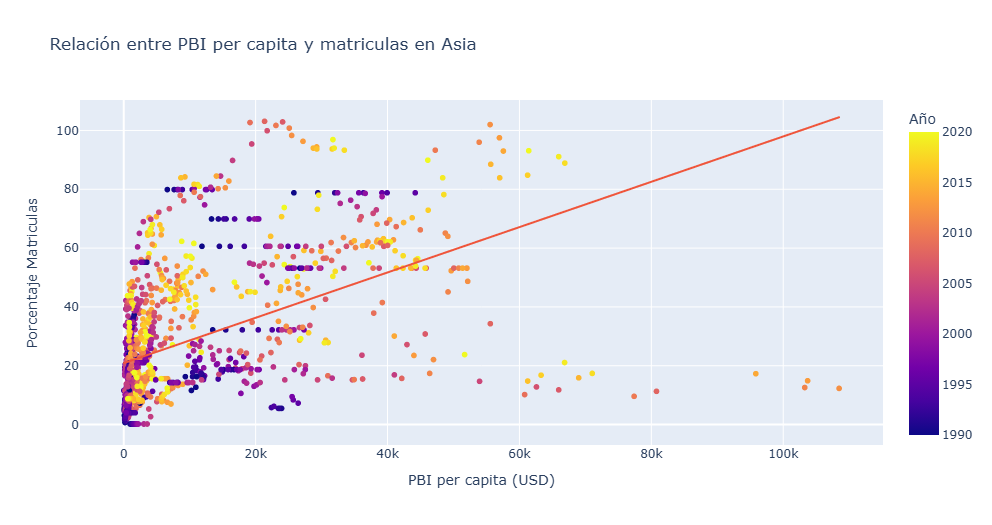 Relación entre PBI per capita y matriculas en Asia
Año
Porcentaje Matriculas
100
80
60
40
20
0
2020
2015
2010
2005
2000
1995
1990
0
20k
40k
60k
80k
100k
PBI per capita (USD)